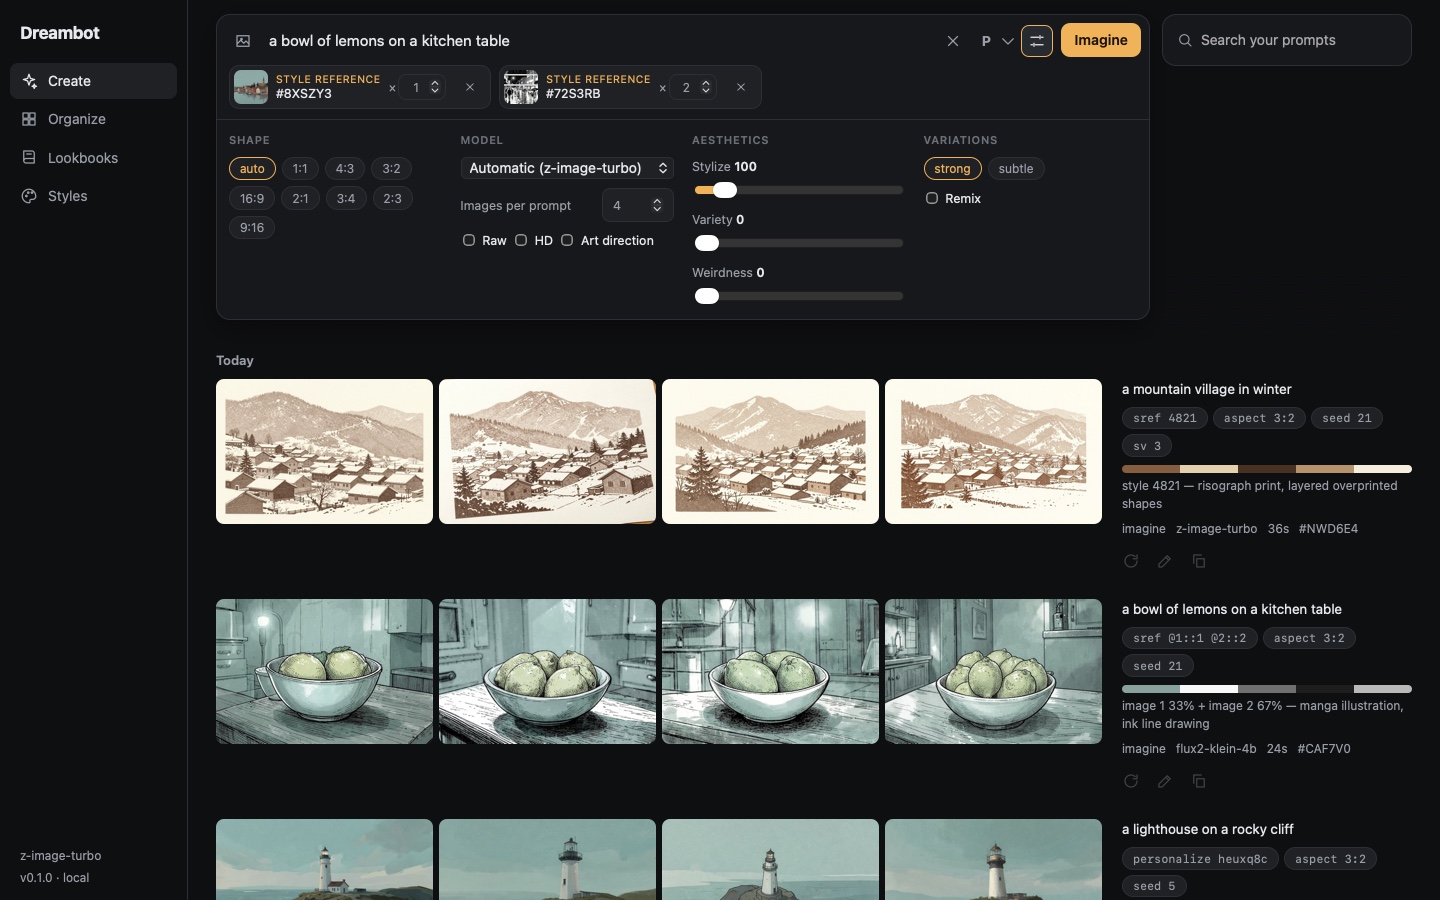 Dreambot
Create
Organize
Lookbooks
Styles
z-image-turbo
v0.1.0 · local
a bowl of lemons on a kitchen table
P
Imagine
Search your prompts
STYLE REFERENCE
#8XSZY3
× 1
STYLE REFERENCE
#72S3RB
× 2
SHAPE
auto 1:1 4:3 3:2
16:9 2:1 3:4 2:3
9:16
MODEL
Automatic (z-image-turbo)
Images per prompt 4
Raw HD Art direction
AESTHETICS
Stylize 100
Variety 0
Weirdness 0
VARIATIONS
strong subtle
Remix
Today
a mountain village in winter
sref 4821 aspect 3:2 seed 21
sv 3
style 4821 — risograph print, layered overprinted
shapes
imagine z-image-turbo 36s #NWD6E4
a bowl of lemons on a kitchen table
sref @1::1 @2::2 aspect 3:2
seed 21
image 1 33% + image 2 67% — manga illustration,
ink line drawing
imagine flux2-klein-4b 24s #CAF7V0
a lighthouse on a rocky cliff
personalize heuxq8c aspect 3:2
seed 5